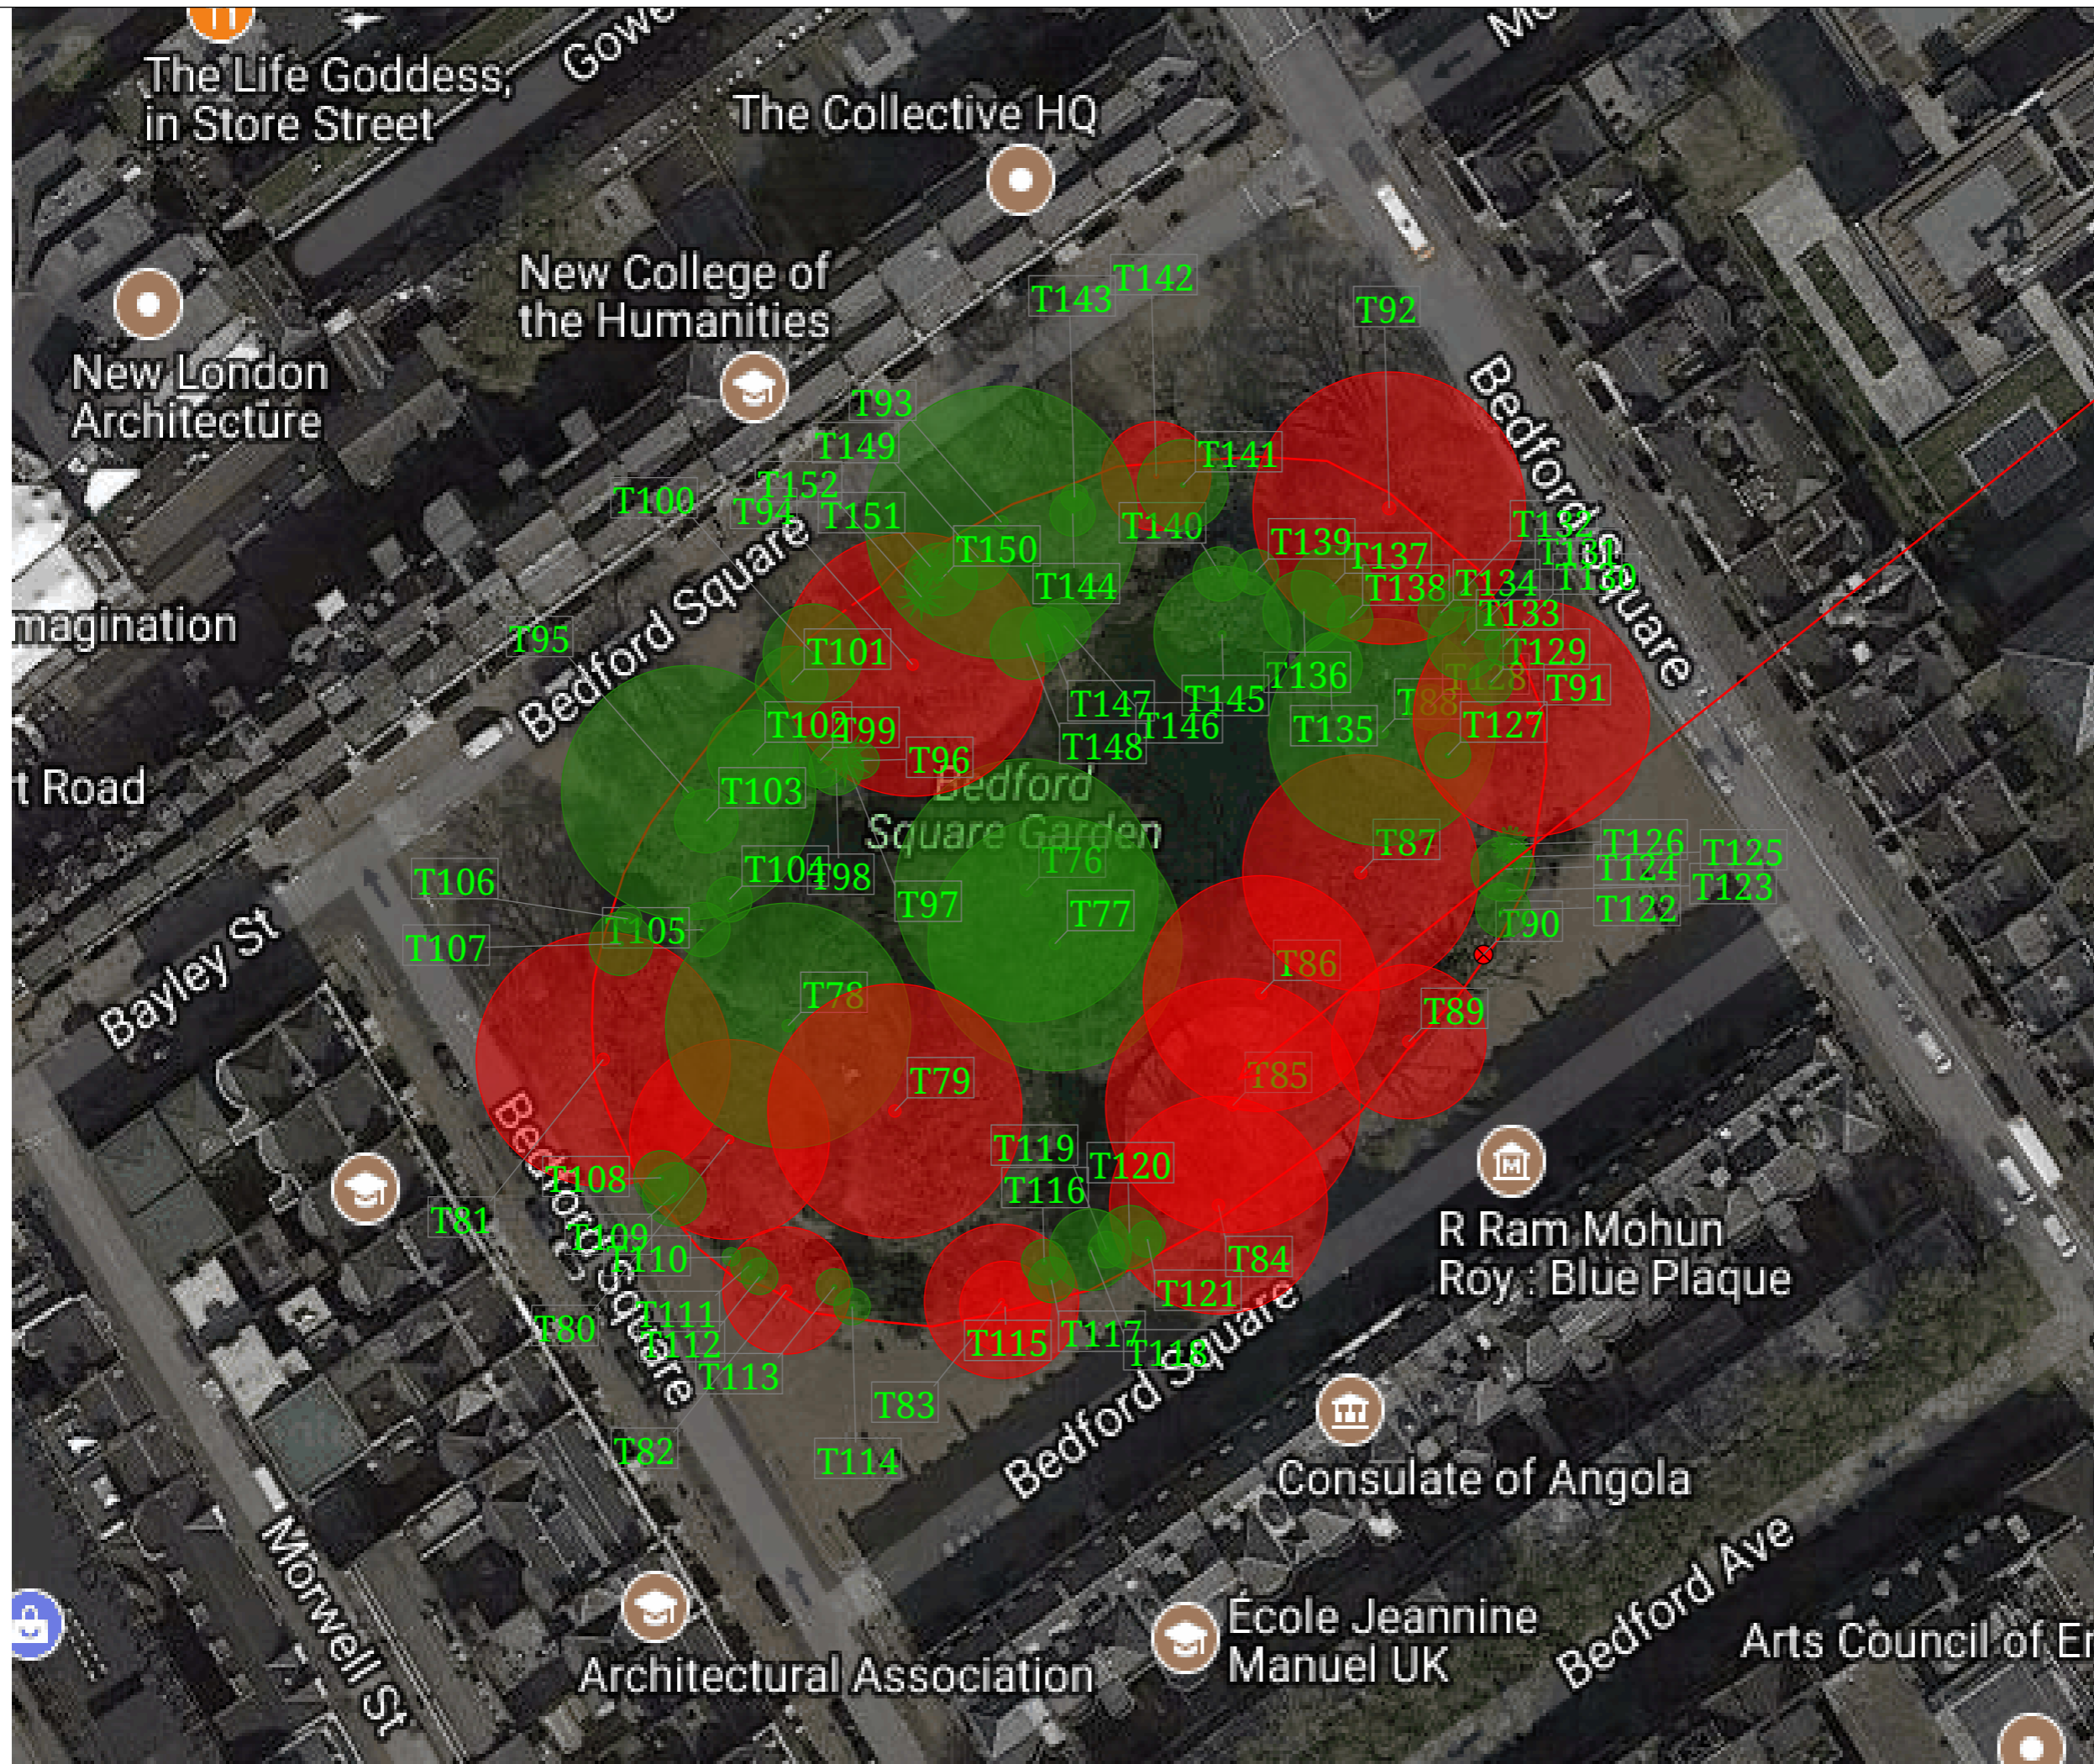 Gowe
Mo
The Life Goddess,
in Store Street
The Collective HQ
New College of
the Humanities
New London
Architecture
T143
T142
T92
T93
T149
T152
T94
T151
T100
T150
T141
T140
T144
T139
T137
T138
T132
T131
T130
T134
T133
T129
T128
T91
T88
T127
Bedford Square
Bedford Square
magination
T95
T101
T102
T99
T96
T103
T147
T146
T145
T148
T136
T135
Bedford
Square Garden
t Road
T76
T77
T87
T126
T125
T124
T123
T122
T90
T106
T104
T98
T97
T105
T107
Bayley St
T78
T86
T89
T79
T85
T119
T120
T116
T108
T81
T109
T110
T84
T121
T80
T111
T112
T113
T115
T117
T118
T83
T82
T114
Bedford Square
Bedford Square
R Ram Mohun
Roy : Blue Plaque
Consulate of Angola
Morwell St
École Jeannine
Manuel UK
Architectural Association
Bedford Ave
Arts Council of En